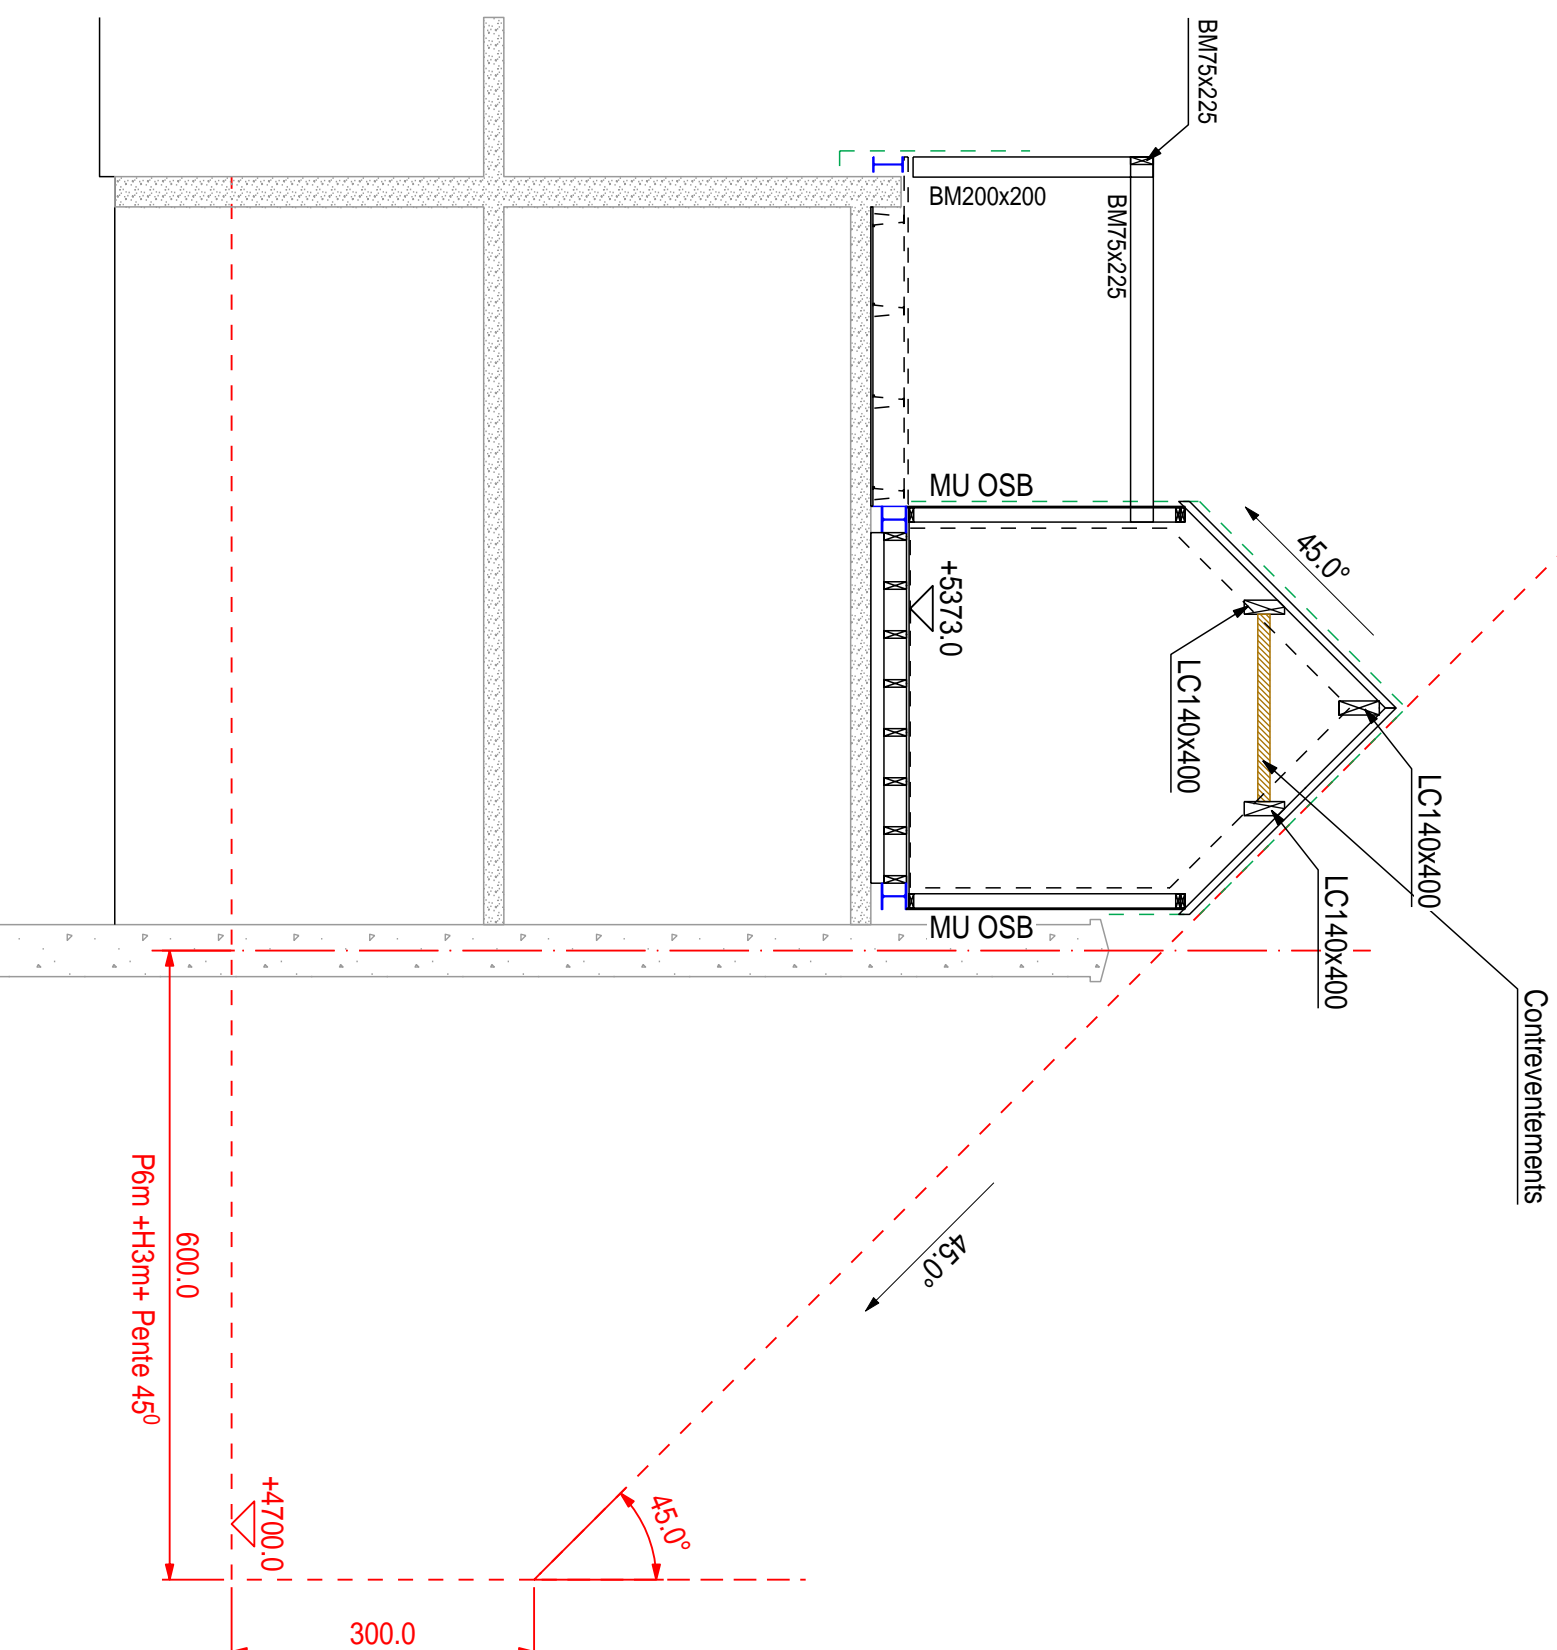 Contreventements
LC140x400
LC140x400
LC140x400
45.0°
BM75x225
BM75x225
BM200x200
MU OSB
+5373.0
MU OSB
45.0°
45.0°
300.0
+4700.0
600.0
P6m +H3m+ Pente 45⁰